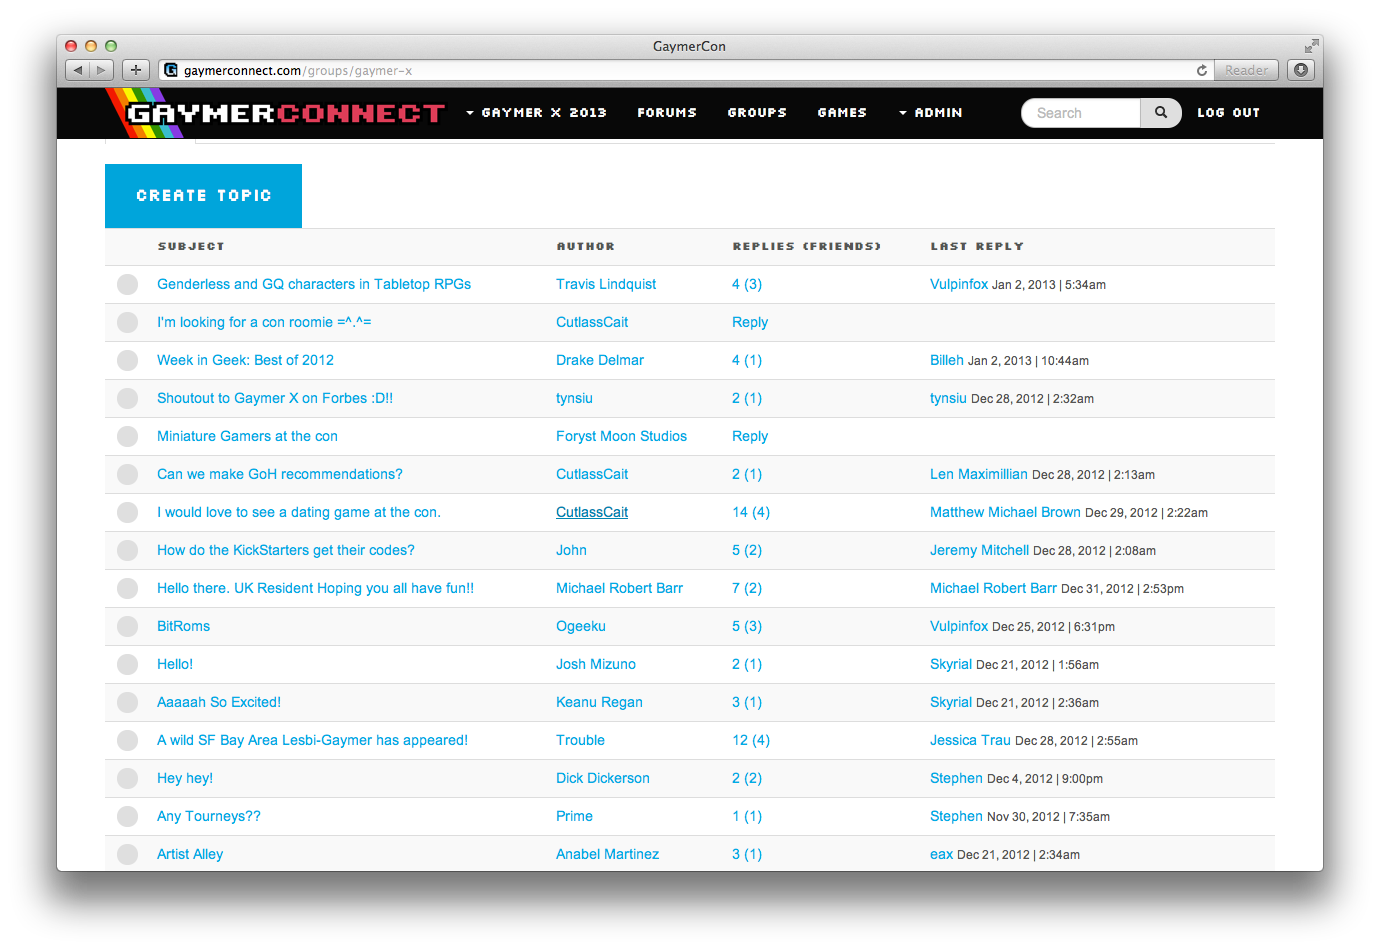 GaymerCon
gaymerconnect.com/groups/gaymer-x
Reader
GAYMERCONNECT GAYMER X 2013 FORUMS GROUPS GAMES ADMIN Search LOG OUT
CREATE TOPIC
SUBJECT AUTHOR REPLIES (FRIENDS) LAST REPLY
Genderless and GQ characters in Tabletop RPGs Travis Lindquist 4 (3) Vulpinfox Jan 2, 2013 | 5:34am
I'm looking for a con roomie =^.^= CutlassCait Reply
Week in Geek: Best of 2012 Drake Delmar 4 (1) Billeh Jan 2, 2013 | 10:44am
Shoutout to Gaymer X on Forbes :D!! tynsiu 2 (1) tynsiu Dec 28, 2012 | 2:32am
Miniature Gamers at the con Foryst Moon Studios Reply
Can we make GoH recommendations? CutlassCait 2 (1) Len Maximillian Dec 28, 2012 | 2:13am
I would love to see a dating game at the con. CutlassCait 14 (4) Matthew Michael Brown Dec 29, 2012 | 2:22am
How do the KickStarters get their codes? John 5 (2) Jeremy Mitchell Dec 28, 2012 | 2:08am
Hello there. UK Resident Hoping you all have fun!! Michael Robert Barr 7 (2) Michael Robert Barr Dec 31, 2012 | 2:53pm
BitRoms Ogeeku 5 (3) Vulpinfox Dec 25, 2012 | 6:31pm
Hello! Josh Mizuno 2 (1) Skyrial Dec 21, 2012 | 1:56am
Aaaaah So Excited! Keanu Regan 3 (1) Skyrial Dec 21, 2012 | 2:36am
A wild SF Bay Area Lesbi-Gaymer has appeared! Trouble 12 (4) Jessica Trau Dec 28, 2012 | 2:55am
Hey hey! Dick Dickerson 2 (2) Stephen Dec 4, 2012 | 9:00pm
Any Tourneys?? Prime 1 (1) Stephen Nov 30, 2012 | 7:35am
Artist Alley Anabel Martinez 3 (1) eax Dec 21, 2012 | 2:34am